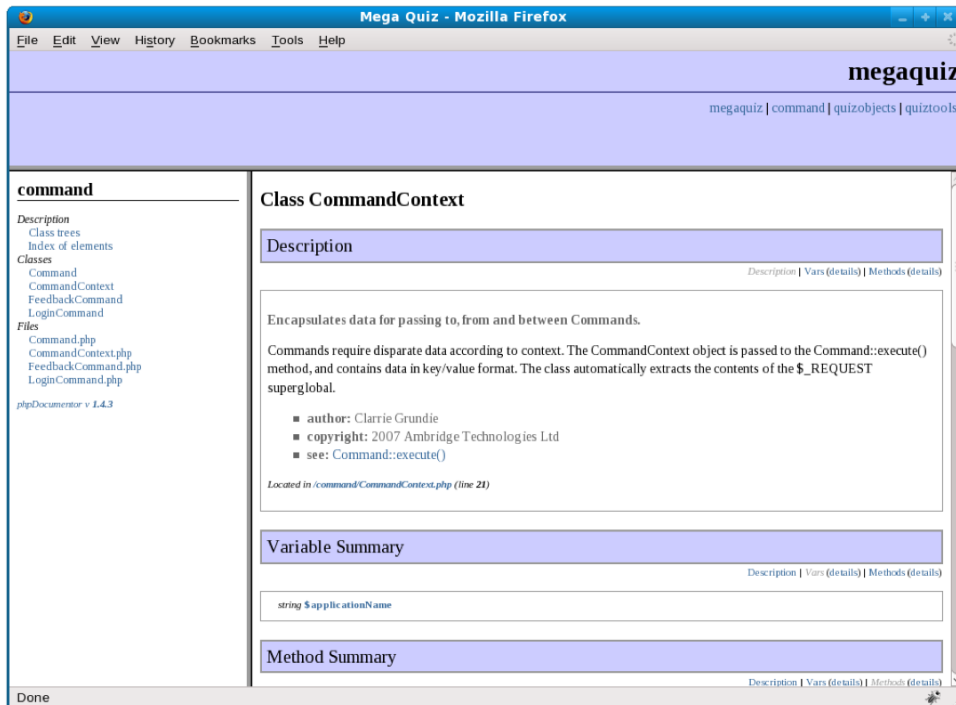 Mega Quiz - Mozilla Firefox
File Edit View History Bookmarks Tools Help
megaquiz
megaquiz | command | quizobjects | quiztools
command
Description
Class trees
Index of elements
Classes
Command
CommandContext
FeedbackCommand
LoginCommand
Files
Command.php
CommandContext.php
FeedbackCommand.php
LoginCommand.php
phpDocumentor v 1.4.3
Class CommandContext
Description
Description | Vars (details) | Methods (details)
Encapsulates data for passing to, from and between Commands.
Commands require disparate data according to context. The CommandContext object is passed to the Command::execute()
method, and contains data in key/value format. The class automatically extracts the contents of the $_REQUEST
superglobal.
■ author: Clarrie Grundie
■ copyright: 2007 Ambridge Technologies Ltd
■ see: Command::execute()
Located in /command/CommandContext.php (line 21)
Variable Summary
Description | Vars (details) | Methods (details)
string $applicationName
Method Summary
Description | Vars (details) | Methods (details)
Done